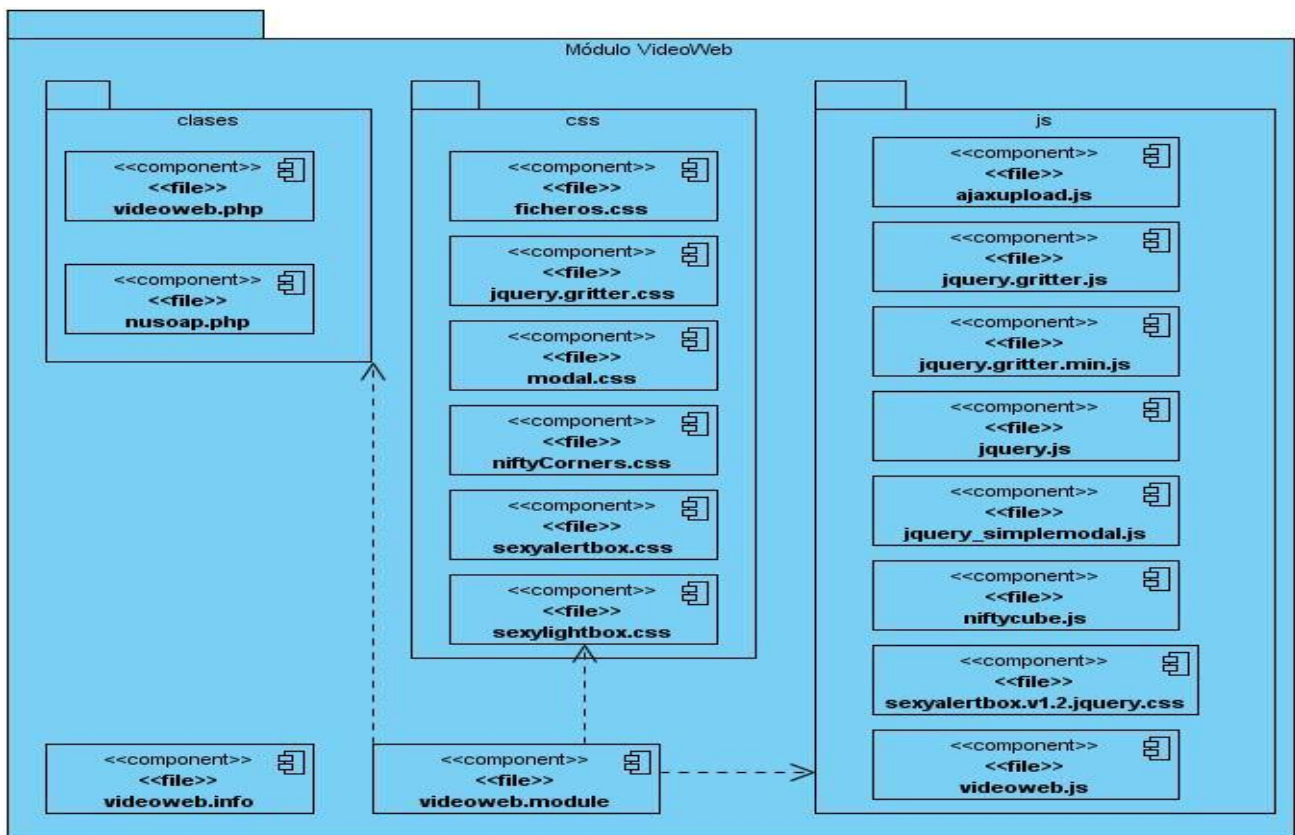 Módulo VideoWeb
clases
<<component>>
<<file>>
videoweb.php
<<component>>
<<file>>
nusoap.php
css
<<component>>
<<file>>
ficheros.css
<<component>>
<<file>>
jquery.gritter.css
<<component>>
<<file>>
modal.css
<<component>>
<<file>>
niftyCorners.css
<<component>>
<<file>>
sexyalertbox.css
<<component>>
<<file>>
sexylightbox.css
js
<<component>>
<<file>>
ajaxupload.js
<<component>>
<<file>>
jquery.gritter.js
<<component>>
<<file>>
jquery.gritter.min.js
<<component>>
<<file>>
jquery.js
<<component>>
<<file>>
jquery_simplemodal.js
<<component>>
<<file>>
niftycube.js
<<component>>
<<file>>
sexyalertbox.v1.2.jquery.css
<<component>>
<<file>>
videoweb.js
<<component>>
<<file>>
videoweb.info
<<component>>
<<file>>
videoweb.module